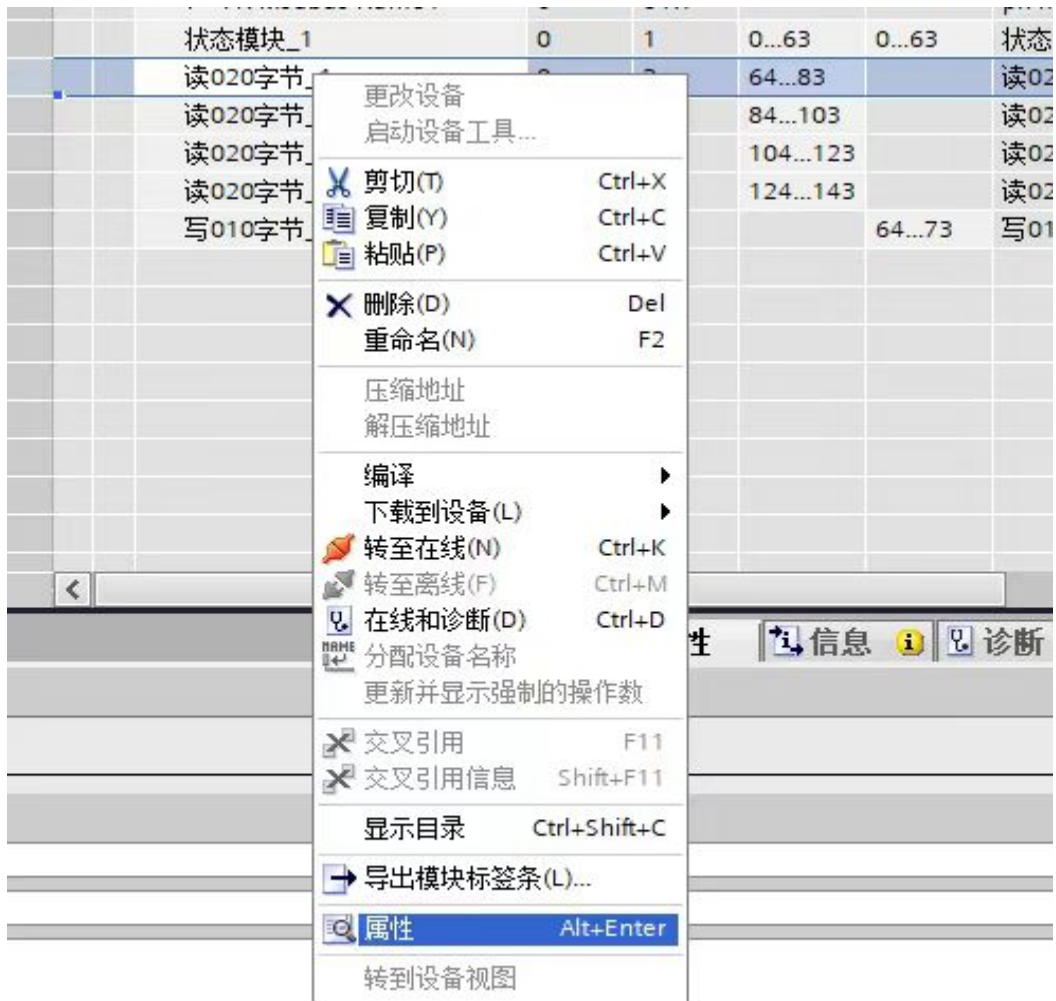 状态模块_1 0 1 0...63 0...63 状态
读020字节_ 64...83 读02
读020字节_ 84...103 读02
读020字节_ 104...123 读02
读020字节_ 124...143 读02
写010字节_ 64...73 写01
更改设备
启动设备工具...
剪切(T) Ctrl+X
复制(Y) Ctrl+C
粘贴(P) Ctrl+V
删除(D) Del
重命名(N) F2
压缩地址
解压缩地址
编译
下载到设备(L)
转至在线(N) Ctrl+K
转至离线(F) Ctrl+M
在线和诊断(D) Ctrl+D
性 信息 诊断
分配设备名称
更新并显示强制的操作数
交叉引用 F11
交叉引用信息 Shift+F11
显示目录 Ctrl+Shift+C
导出模块标签条(L)...
属性 Alt+Enter
转到设备视图